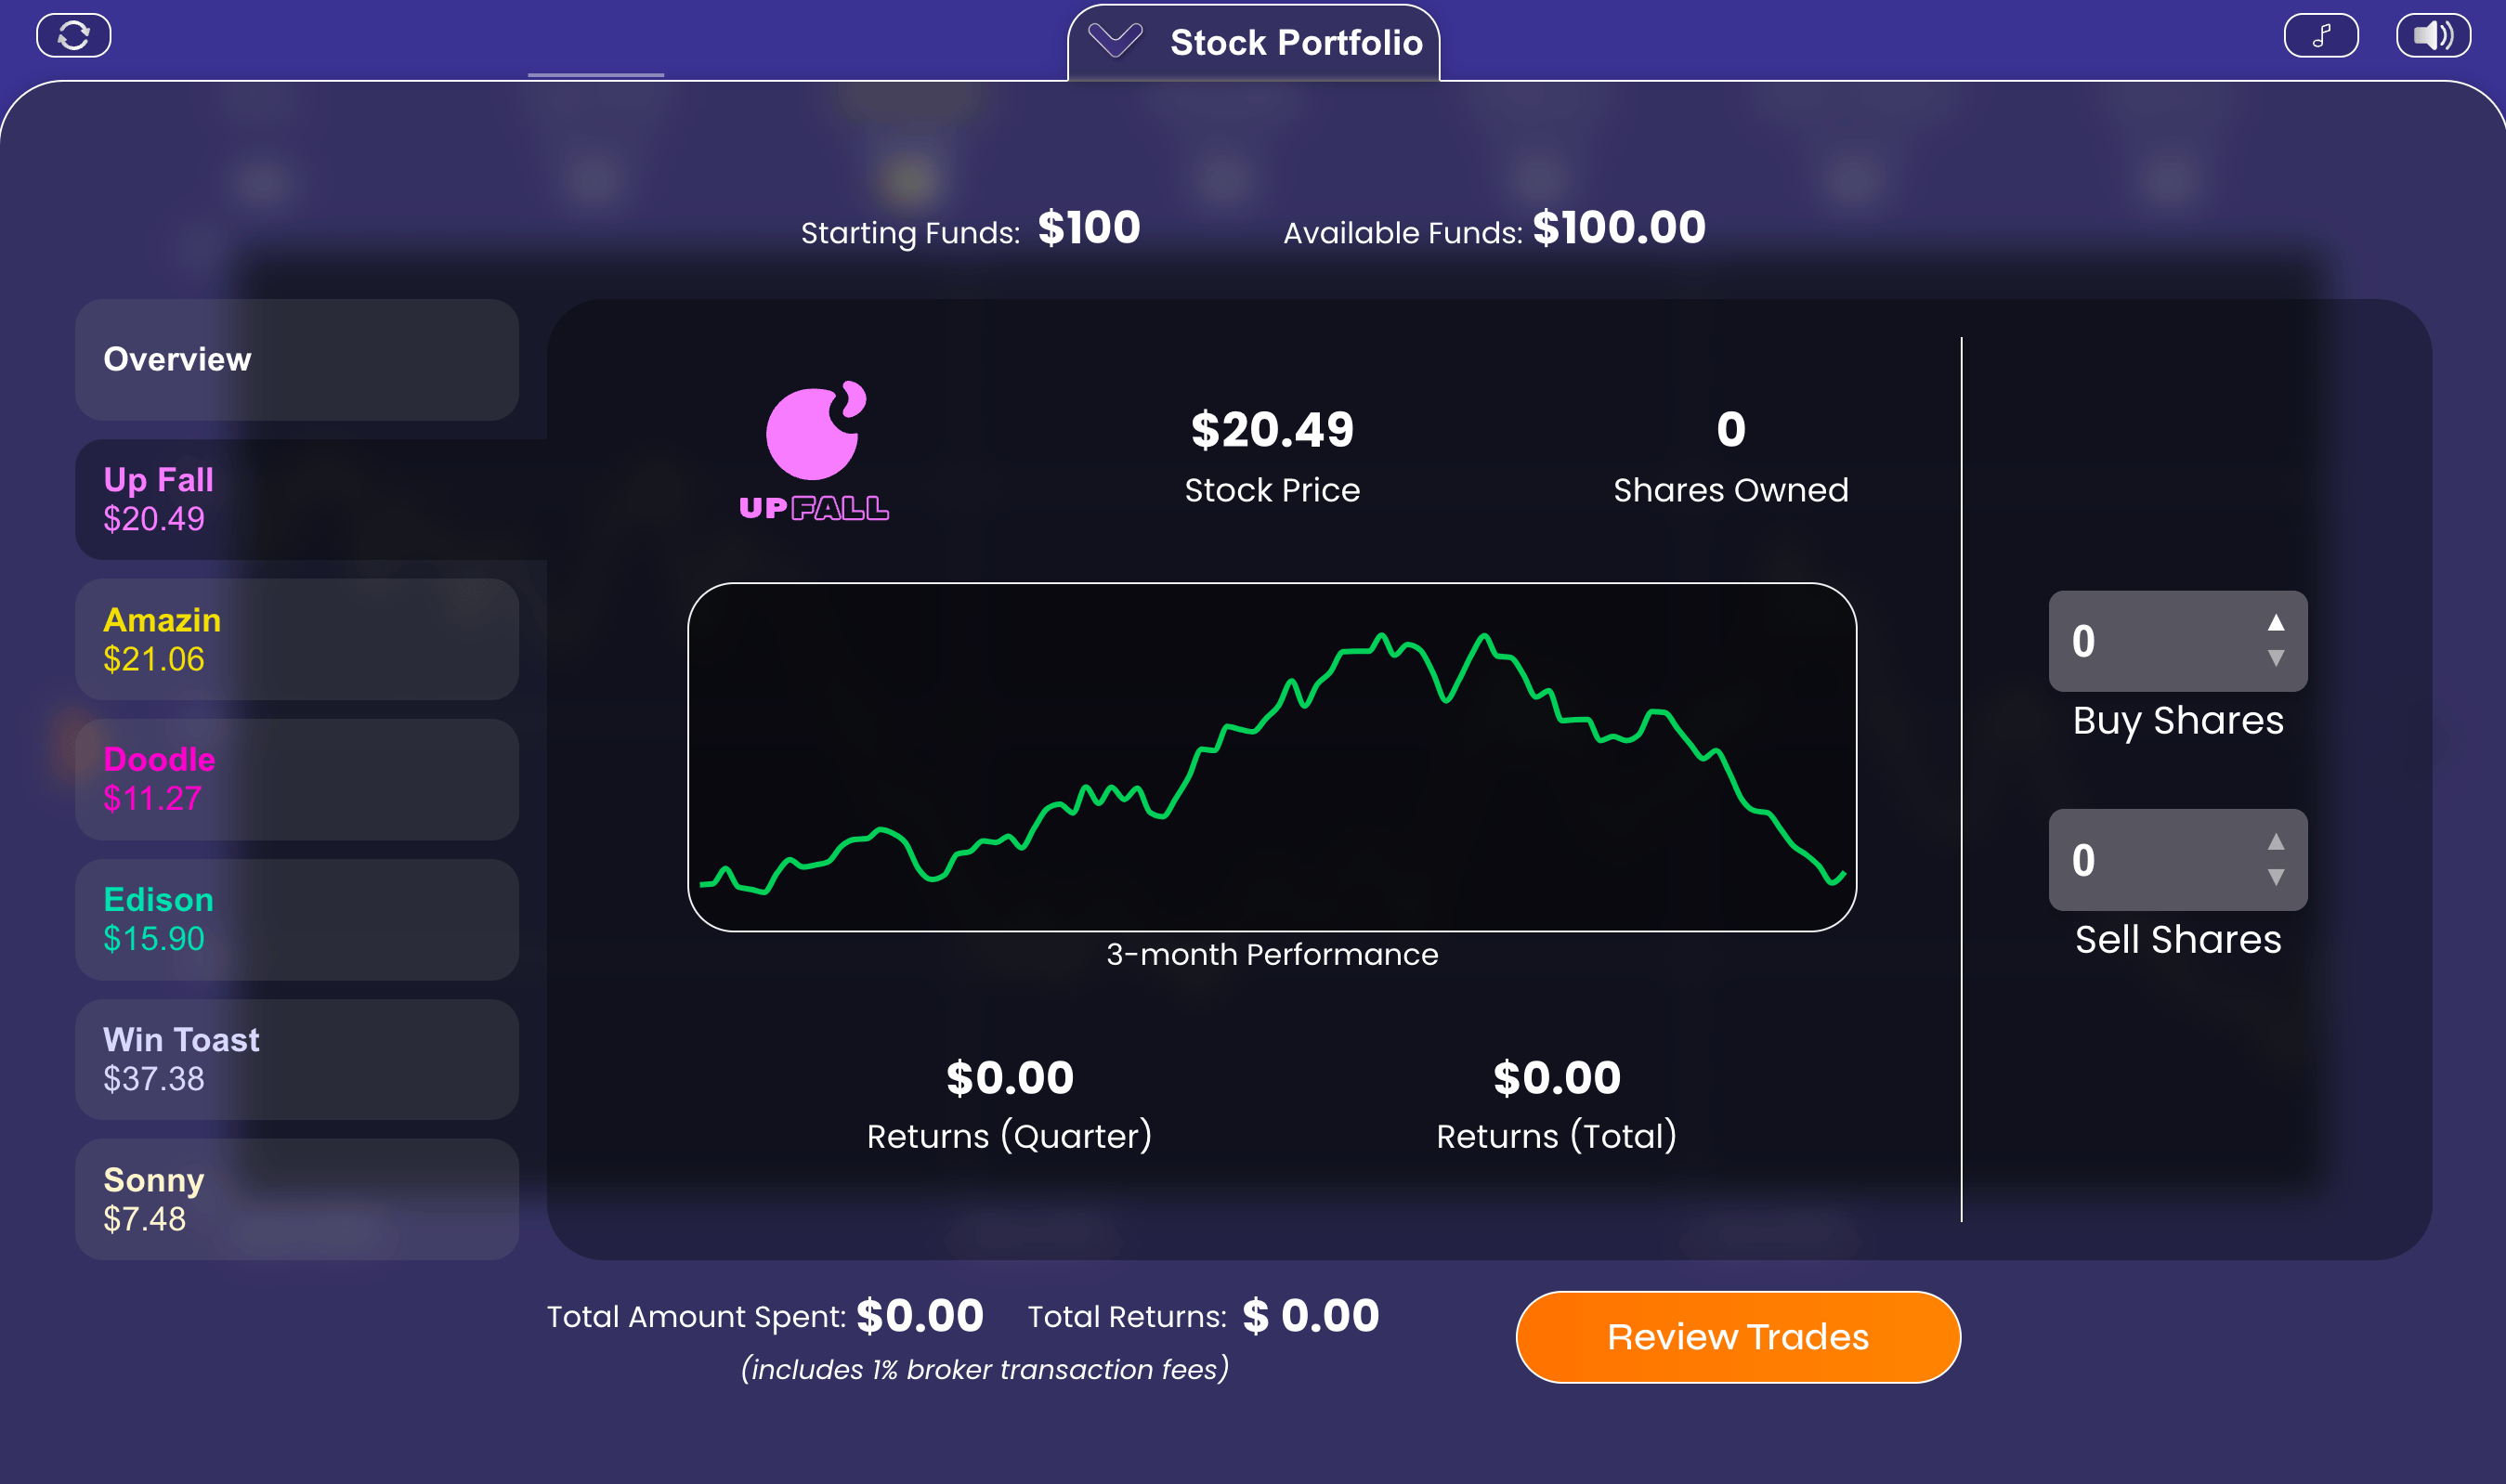 Stock Portfolio
Starting Funds: $100
Available Funds: $100.00
Overview
Up Fall
$20.49
Amazin
$21.06
Doodle
$11.27
Edison
$15.90
Win Toast
$37.38
Sonny
$7.48
UPFALL
$20.49
Stock Price
0
Shares Owned
3-month Performance
$0.00
Returns (Quarter)
$0.00
Returns (Total)
0
Buy Shares
0
Sell Shares
Total Amount Spent: $0.00
Total Returns: $ 0.00
(includes 1% broker transaction fees)
Review Trades